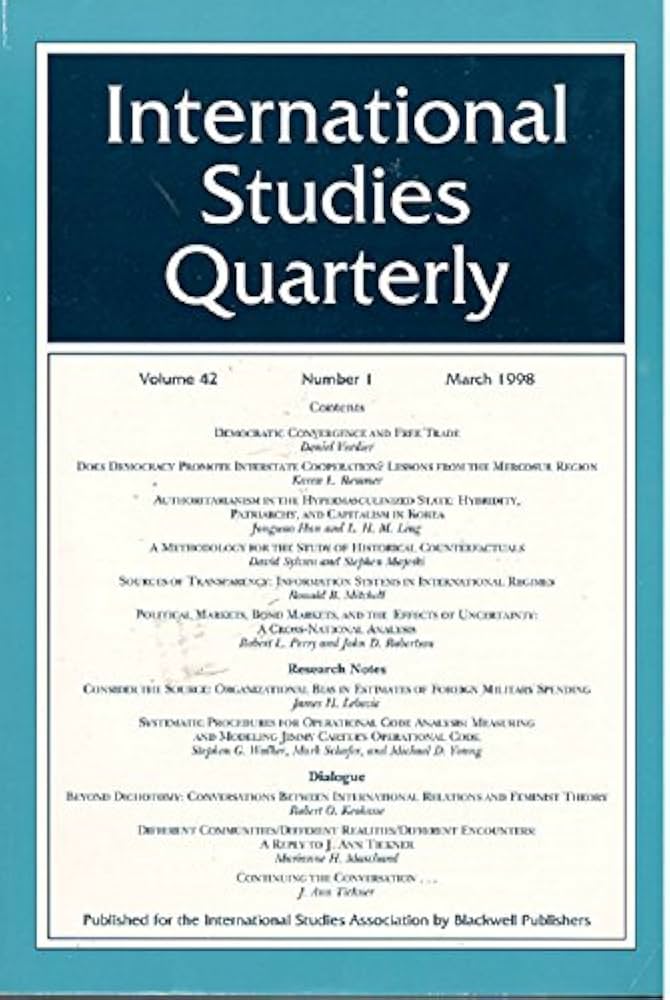 International
Studies
Quarterly
Volume 42 Number 1 March 1998
Contents
DEMOCRATIC CONVERGENCE AND FREE TRADE
Daniel Verdier
DOES DEMOCRACY PROMOTE INTERSTATE COOPERATION? LESSONS FROM THE MERCOSUR REGION
Karen L. Remmer
AUTHORITARIANISM IN THE HYPERMASCULINIZED STATE: HYBRIDITY,
PATRIARCHY, AND CAPITALISM IN KOREA
Jongwoo Han and L. H. M. Ling
A METHODOLOGY FOR THE STUDY OF HISTORICAL COUNTERFACTUALS
David Sylvan and Stephen Majeski
SOURCES OF TRANSPARENCY: INFORMATION SYSTEMS IN INTERNATIONAL REGIMES
Ronald B. Mitchell
POLITICAL MARKETS, BOND MARKETS, AND THE EFFECTS OF UNCERTAINTY:
A CROSS-NATIONAL ANALYSIS
Robert L. Perry and John D. Robertson
Research Notes
CONSIDER THE SOURCE: ORGANIZATIONAL BIAS IN ESTIMATES OF FOREIGN MILITARY SPENDING
James H. Lebovic
SYSTEMATIC PROCEDURES FOR OPERATIONAL CODE ANALYSIS: MEASURING
AND MODELING JIMMY CARTER'S OPERATIONAL CODE
Stephen G. Walker, Mark Schafer, and Michael D. Young
Dialogue
BEYOND DICHOTOMY: CONVERSATIONS BETWEEN INTERNATIONAL RELATIONS AND FEMINIST THEORY
Robert O. Keohane
DIFFERENT COMMUNITIES/DIFFERENT REALITIES/DIFFERENT ENCOUNTERS:
A REPLY TO J. ANN TICKNER
Marianne H. Marchand
CONTINUING THE CONVERSATION . . .
J. Ann Tickner
Published for the International Studies Association by Blackwell Publishers